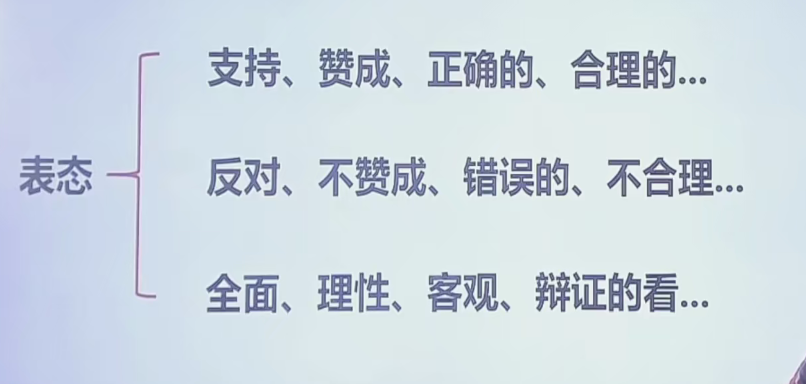 支持、赞成、正确的、合理的...
表态
反对、不赞成、错误的、不合理...
全面、理性、客观、辩证的看...